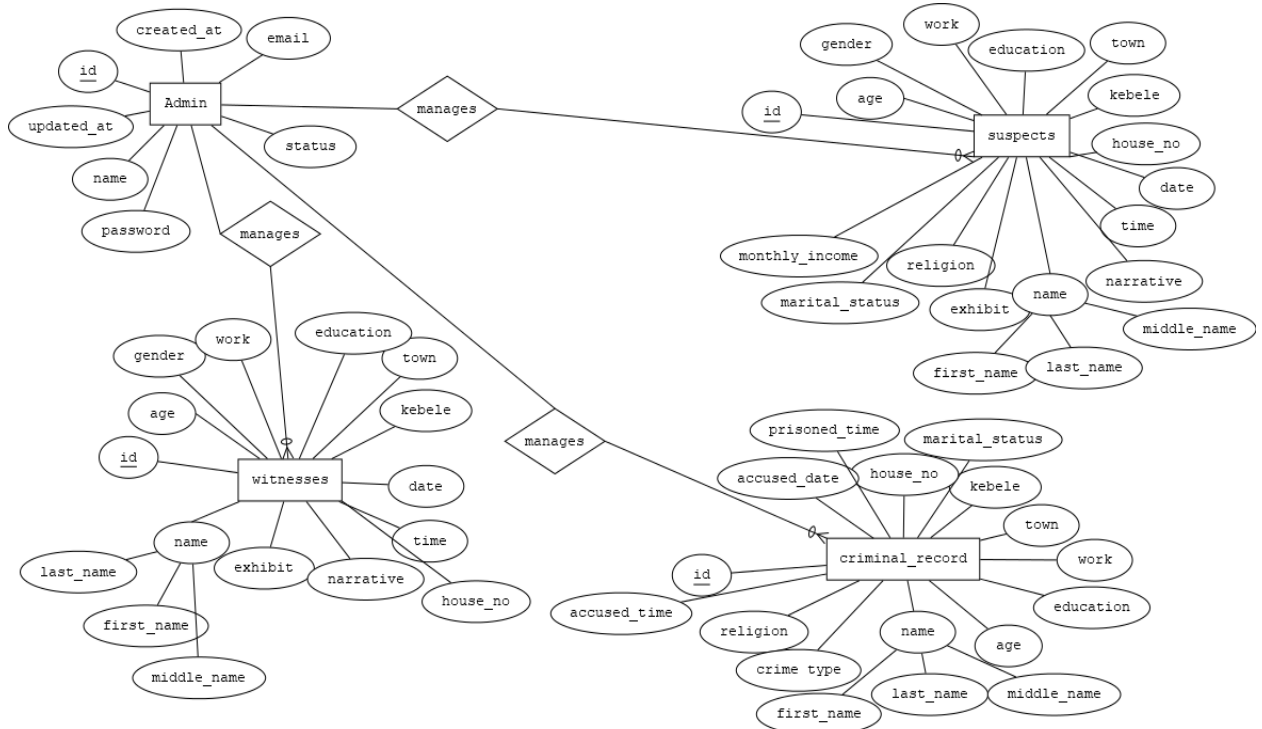 created_at
email
id
Admin
updated_at
status
name
password
manages
manages
manages
work
gender
education
town
age
kebele
id
suspects
house_no
date
time
monthly_income
religion
narrative
marital_status
exhibit
name
middle_name
first_name
last_name
education
work
gender
town
age
kebele
id
witnesses
date
name
time
last_name
exhibit
narrative
house_no
first_name
middle_name
prisoned_time
marital_status
accused_date
house_no
kebele
town
criminal_record
work
id
accused_time
education
religion
name
age
crime type
last_name
middle_name
first_name